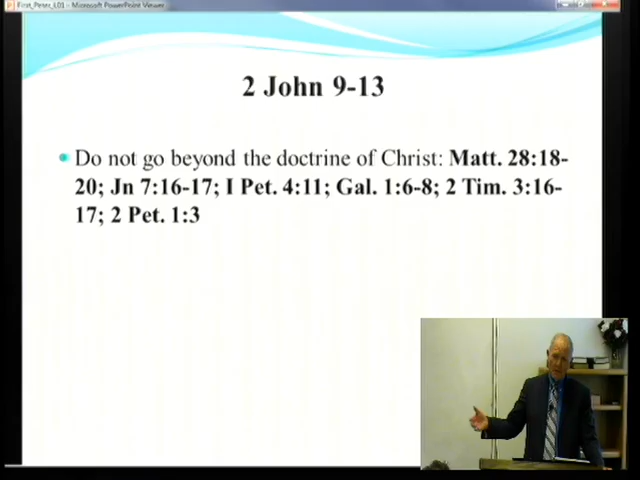 First_Peter_L01 - Microsoft PowerPoint Viewer
2 John 9-13
Do not go beyond the doctrine of Christ: Matt. 28:18-
20; Jn 7:16-17; I Pet. 4:11; Gal. 1:6-8; 2 Tim. 3:16-
17; 2 Pet. 1:3